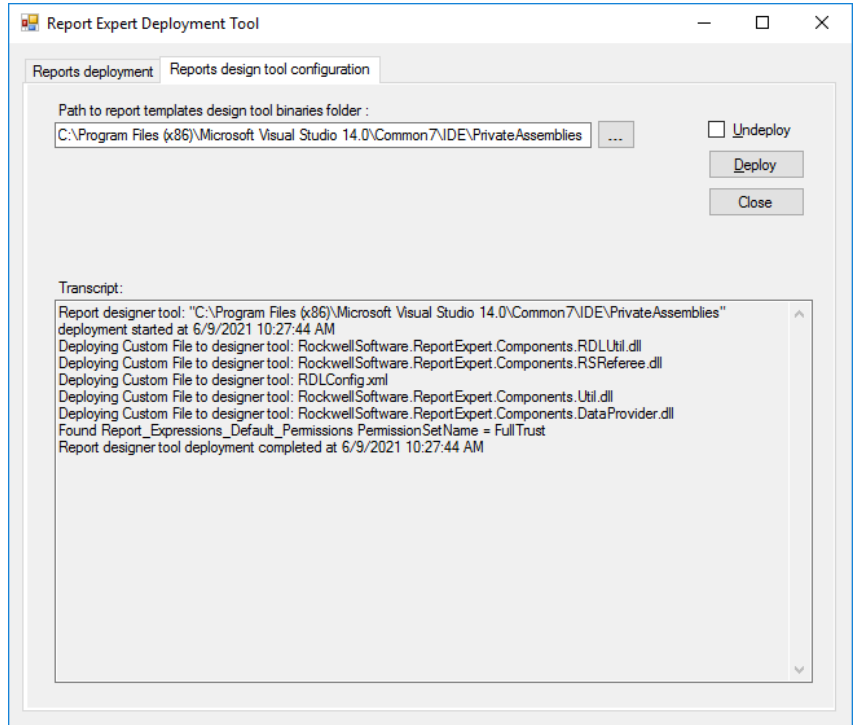 Report Expert Deployment Tool
Reports deployment
Reports design tool configuration
Path to report templates design tool binaries folder :
C:\Program Files (x86)\Microsoft Visual Studio 14.0\Common7\IDE\PrivateAssemblies
...
Undeploy
Deploy
Close
Transcript:
Report designer tool: "C:\Program Files (x86)\Microsoft Visual Studio 14.0\Common7\IDE\PrivateAssemblies"
deployment started at 6/9/2021 10:27:44 AM
Deploying Custom File to designer tool: RockwellSoftware.ReportExpert.Components.RDLUtil.dll
Deploying Custom File to designer tool: RockwellSoftware.ReportExpert.Components.RSReferee.dll
Deploying Custom File to designer tool: RDLConfig.xml
Deploying Custom File to designer tool: RockwellSoftware.ReportExpert.Components.Util.dll
Deploying Custom File to designer tool: RockwellSoftware.ReportExpert.Components.DataProvider.dll
Found Report_Expressions_Default_Permissions PermissionSetName = FullTrust
Report designer tool deployment completed at 6/9/2021 10:27:44 AM